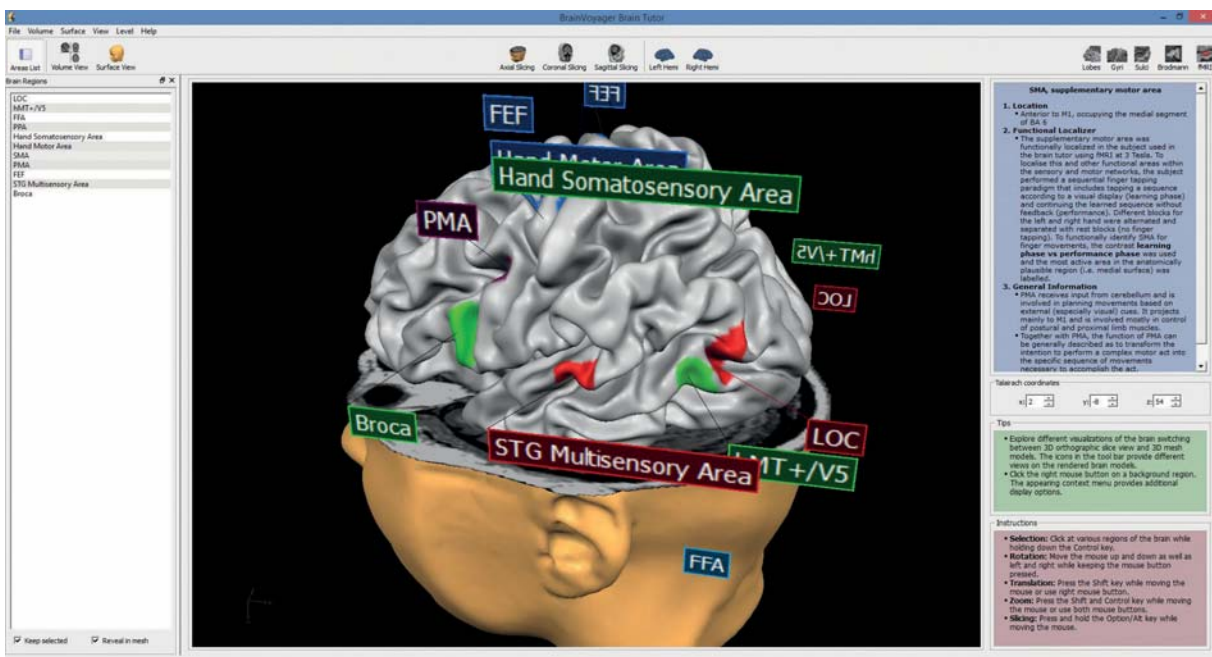 BrainVoyager Brain Tutor
File Volume Surface View Level Help
Areas List Volume View Surface View Axial Slicing Coronal Slicing Sagittal Slicing Left Hemi Right Hemi Lobes Gyri Sulci Brodmann fMRI
Brain Regions
LOC
hMT+/V5
FFA
PPA
Hand Somatosensory Area
Hand Motor Area
SMA
PMA
FEF
STG Multisensory Area
Broca
Keep selected Reveal in mesh
FEF
FEF
Hand Motor Area
Hand Somatosensory Area
PMA
hMT+/V5
LOC
Broca
STG Multisensory Area
LOC
hMT+/V5
FFA
SMA, supplementary motor area
1. Location
• Anterior to M1, occupying the medial segment
of BA 6
2. Functional Localizer
• The supplementary motor area was
functionally localized in the subject used in
the brain tutor using fMRI at 3 Tesla. To
localise this and other functional areas within
the sensory and motor networks, the subject
performed a sequential finger tapping
paradigm that includes tapping a sequence
according to a visual display (learning phase)
and continuing the learned sequence without
feedback (performance). Different blocks for
the left and right hand were alternated and
separated with rest blocks (no finger
tapping). To functionally identify SMA for
finger movements, the contrast learning
phase vs performance phase was used
and the most active area in the anatomically
plausible region (i.e. medial surface) was
labelled.
3. General Information
• PMA receives input from cerebellum and is
involved in planning movements based on
external (especially visual) cues. It projects
mainly to M1 and is involved mostly in control
of postural and proximal limb muscles.
• Together with PMA, the function of PMA can
be generally described as to transform the
intention to perform a complex motor act into
the specific sequence of movements
necessary to accomplish the act.
Talairach coordinates
x: 2 y: -8 z: 54
Tips
• Explore different visualizations of the brain switching
between 3D orthographic slice view and 3D mesh
models. The icons in the tool bar provide different
views on the rendered brain models.
• Click the right mouse button on a background region.
The appearing context menu provides additional
display options.
Instructions
• Selection: Click at various regions of the brain while
holding down the Control key.
• Rotation: Move the mouse up and down as well as
left and right while keeping the mouse button
pressed.
• Translation: Press the Shift key while moving the
mouse or use right mouse button.
• Zoom: Press the Shift and Control key while moving
the mouse or use both mouse buttons.
• Slicing: Press and hold the Option/Alt key while
moving the mouse.